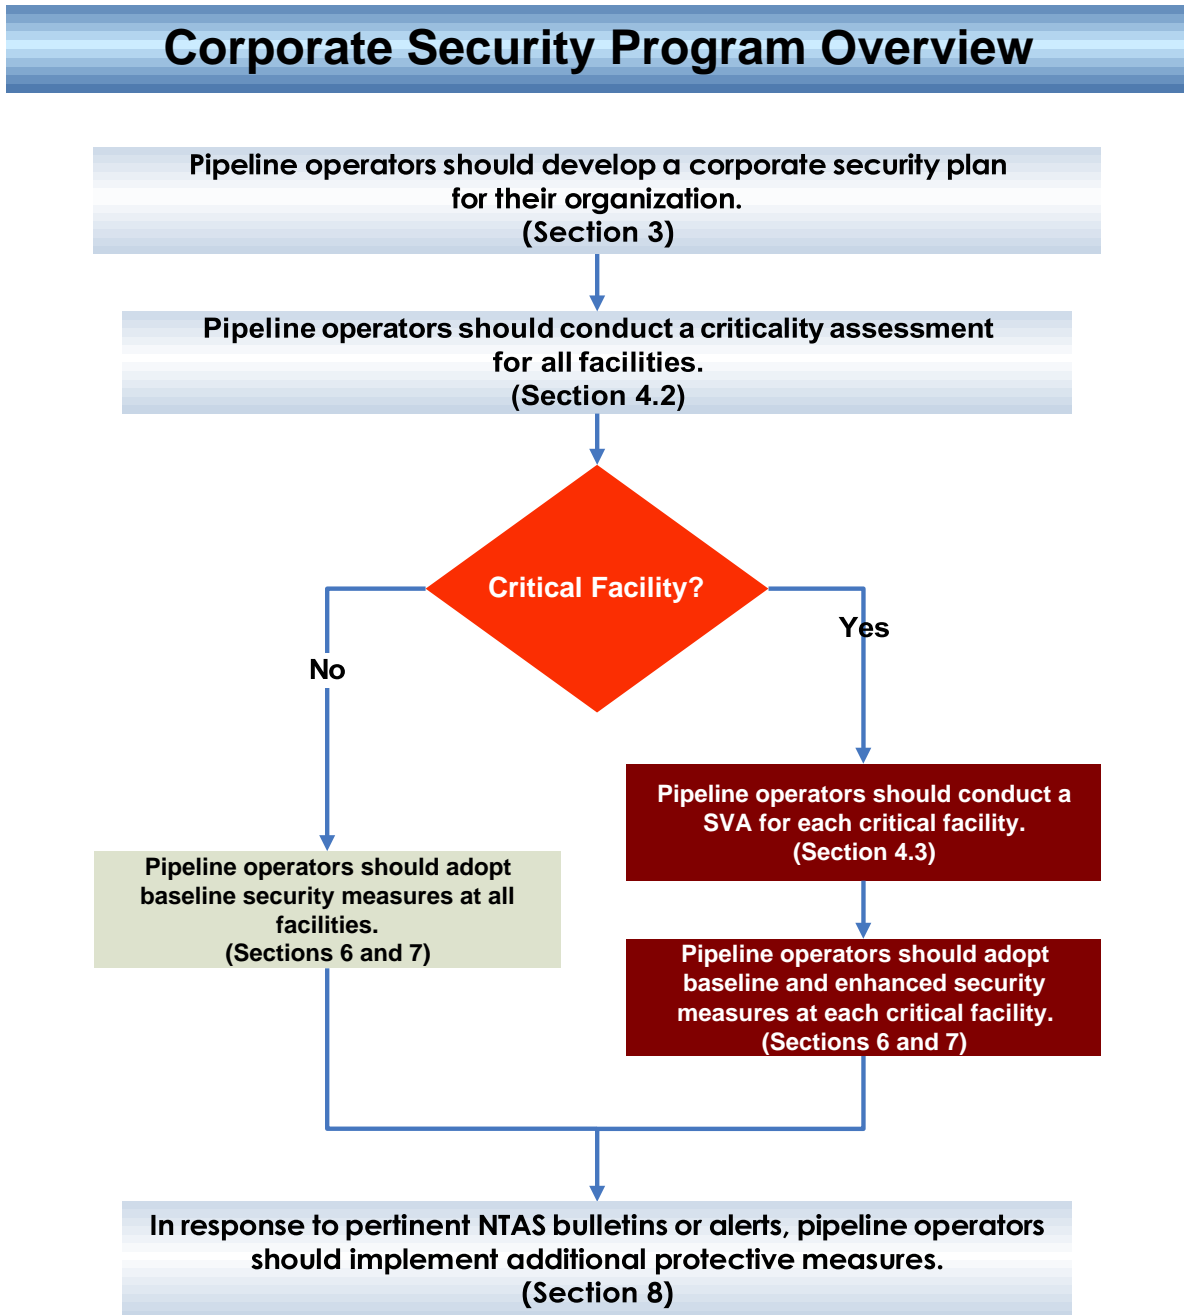 Corporate Security Program Overview
Pipeline operators should develop a corporate security plan
for their organization.
(Section 3)
Pipeline operators should conduct a criticality assessment
for all facilities.
(Section 4.2)
Critical Facility?
No
Yes
Pipeline operators should conduct a
SVA for each critical facility.
(Section 4.3)
Pipeline operators should adopt
baseline security measures at all
facilities.
(Sections 6 and 7)
Pipeline operators should adopt
baseline and enhanced security
measures at each critical facility.
(Sections 6 and 7)
In response to pertinent NTAS bulletins or alerts, pipeline operators
should implement additional protective measures.
(Section 8)